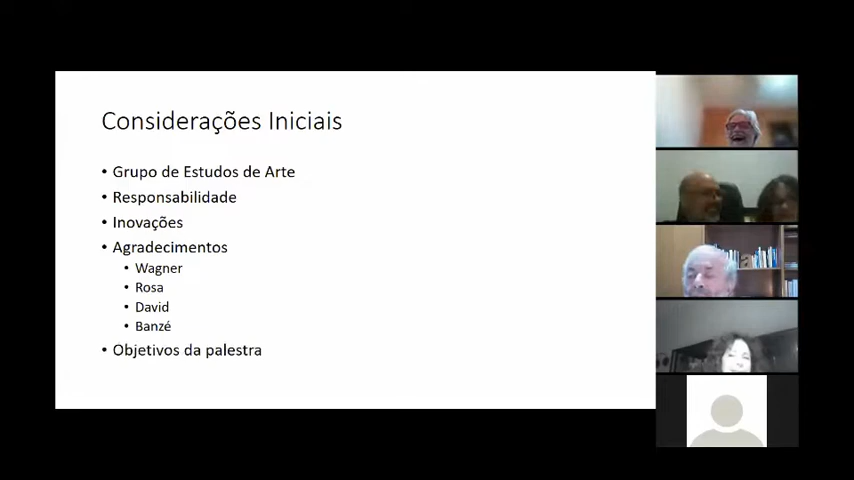 Considerações Iniciais
• Grupo de Estudos de Arte
• Responsabilidade
• Inovações
• Agradecimentos
• Wagner
• Rosa
• David
• Banzé
• Objetivos da palestra